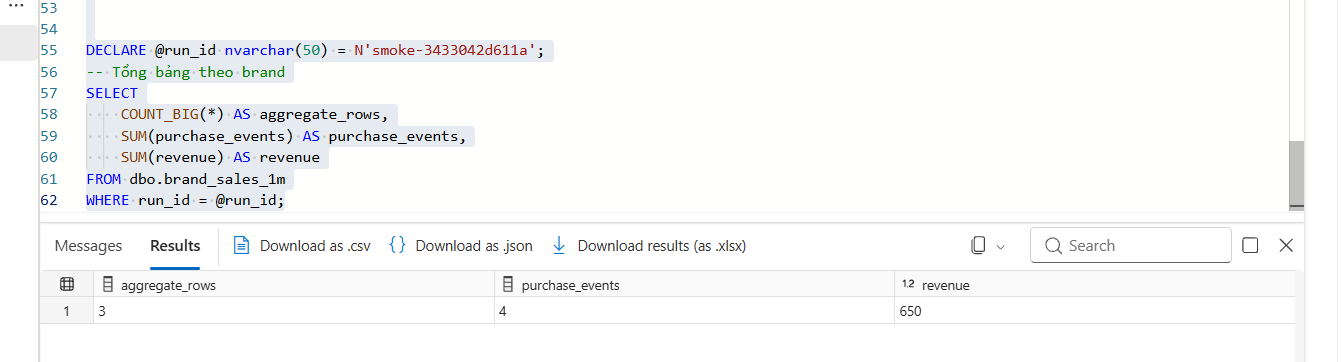 ...
53
54
55 DECLARE @run_id nvarchar(50) = N'smoke-3433042d611a';
56 -- Tổng bảng theo brand
57 SELECT
58 COUNT_BIG(*) AS aggregate_rows,
59 SUM(purchase_events) AS purchase_events,
60 SUM(revenue) AS revenue
61 FROM dbo.brand_sales_1m
62 WHERE run_id = @run_id;
Messages Results Download as .csv {} Download as .json Download results (as .xlsx) Search
aggregate_rows purchase_events 1.2 revenue
1 3 4 650